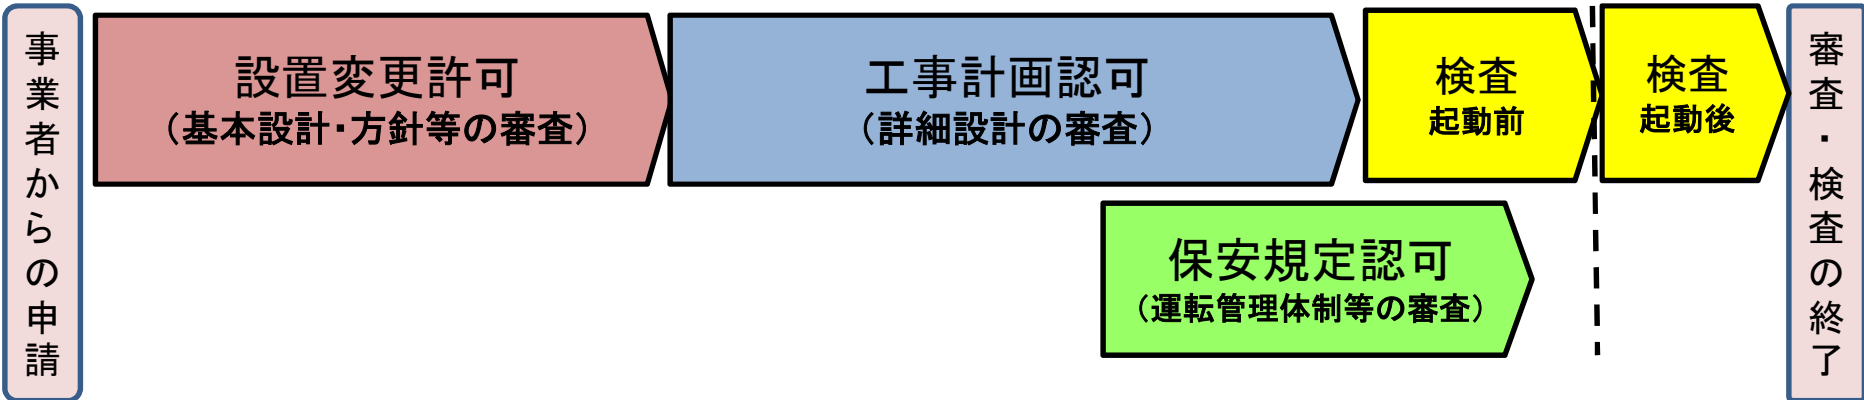 事業者からの申請
設置変更許可
（基本設計・方針等の審査）
工事計画認可
（詳細設計の審査）
検査
起動前
検査
起動後
保安規定認可
（運転管理体制等の審査）
審査・検査の終了